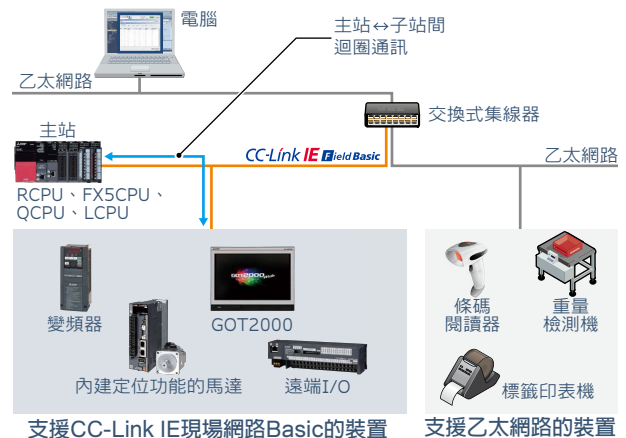 電腦
主站↔子站間
迴圈通訊
乙太網路
交換式集線器
主站
CC-Link IE Field Basic
乙太網路
RCPU、FX5CPU、
QCPU、LCPU
GOT2000
變頻器
GOT2000
條碼
閱讀器
重量
檢測機
內建定位功能的馬達
遠端I/O
標籤印表機
支援CC-Link IE現場網路Basic的裝置
支援乙太網路的裝置